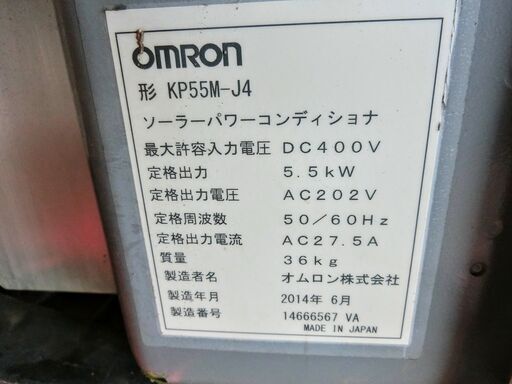 OMRON
形 KP55M-J4
ソーラーパワーコンディショナ
最大許容入力電圧 DC400V
定格出力 5.5kW
定格出力電圧 AC202V
定格周波数 50/60Hz
定格出力電流 AC27.5A
質量 36kg
製造者名 オムロン株式会社
製造年月 2014年 6月
製造番号 14666567 VA
MADE IN JAPAN